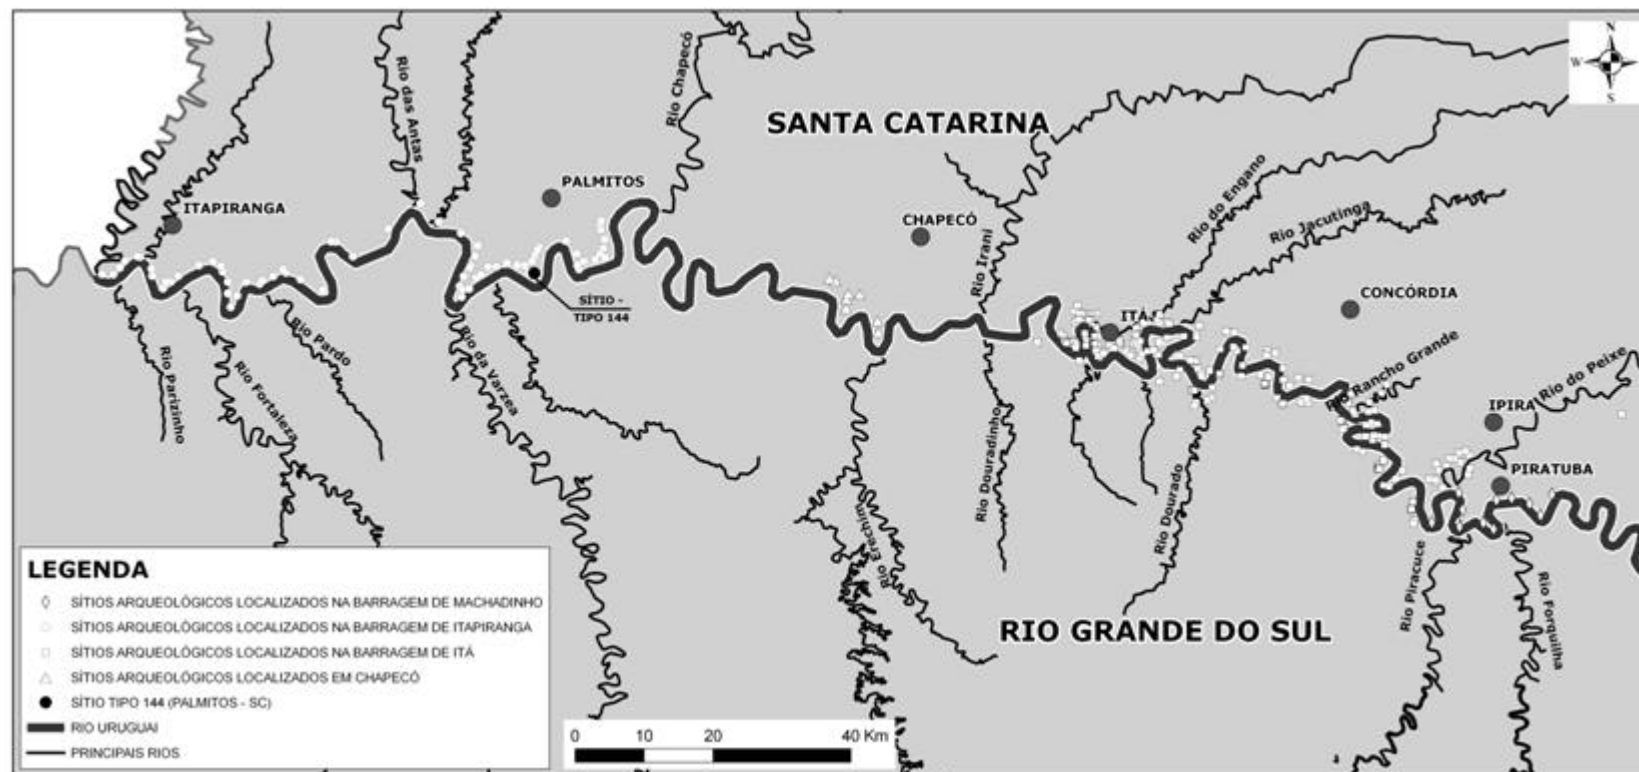 N
W
E
S
Rio das Antas
Rio Chapecó
SANTA CATARINA
PALMITOS
ITAPIRANGA
CHAPECÓ
Rio Irani
Rio do Engano
Rio Jacutinga
CONCÓRDIA
SÍTIO -
TIPO 144
ITÁ
Rio Parizinho
Rio Fortaleza
Rio Pardo
Rio da Varzea
Rio Rancho Grande
Rio do Peixe
IPIRA
PIRATUBA
Rio Erechim
Rio Douradinho
Rio Dourado
Rio Piracuce
Rio Forquilha
RIO GRANDE DO SUL
LEGENDA
SÍTIOS ARQUEOLÓGICOS LOCALIZADOS NA BARRAGEM DE MACHADINHO
SÍTIOS ARQUEOLÓGICOS LOCALIZADOS NA BARRAGEM DE ITAPIRANGA
SÍTIOS ARQUEOLÓGICOS LOCALIZADOS NA BARRAGEM DE ITÁ
SÍTIOS ARQUEOLÓGICOS LOCALIZADOS EM CHAPECÓ
SÍTIO TIPO 144 (PALMITOS - SC)
RIO URUGUAI
PRINCIPAIS RIOS
0 10 20 40 Km